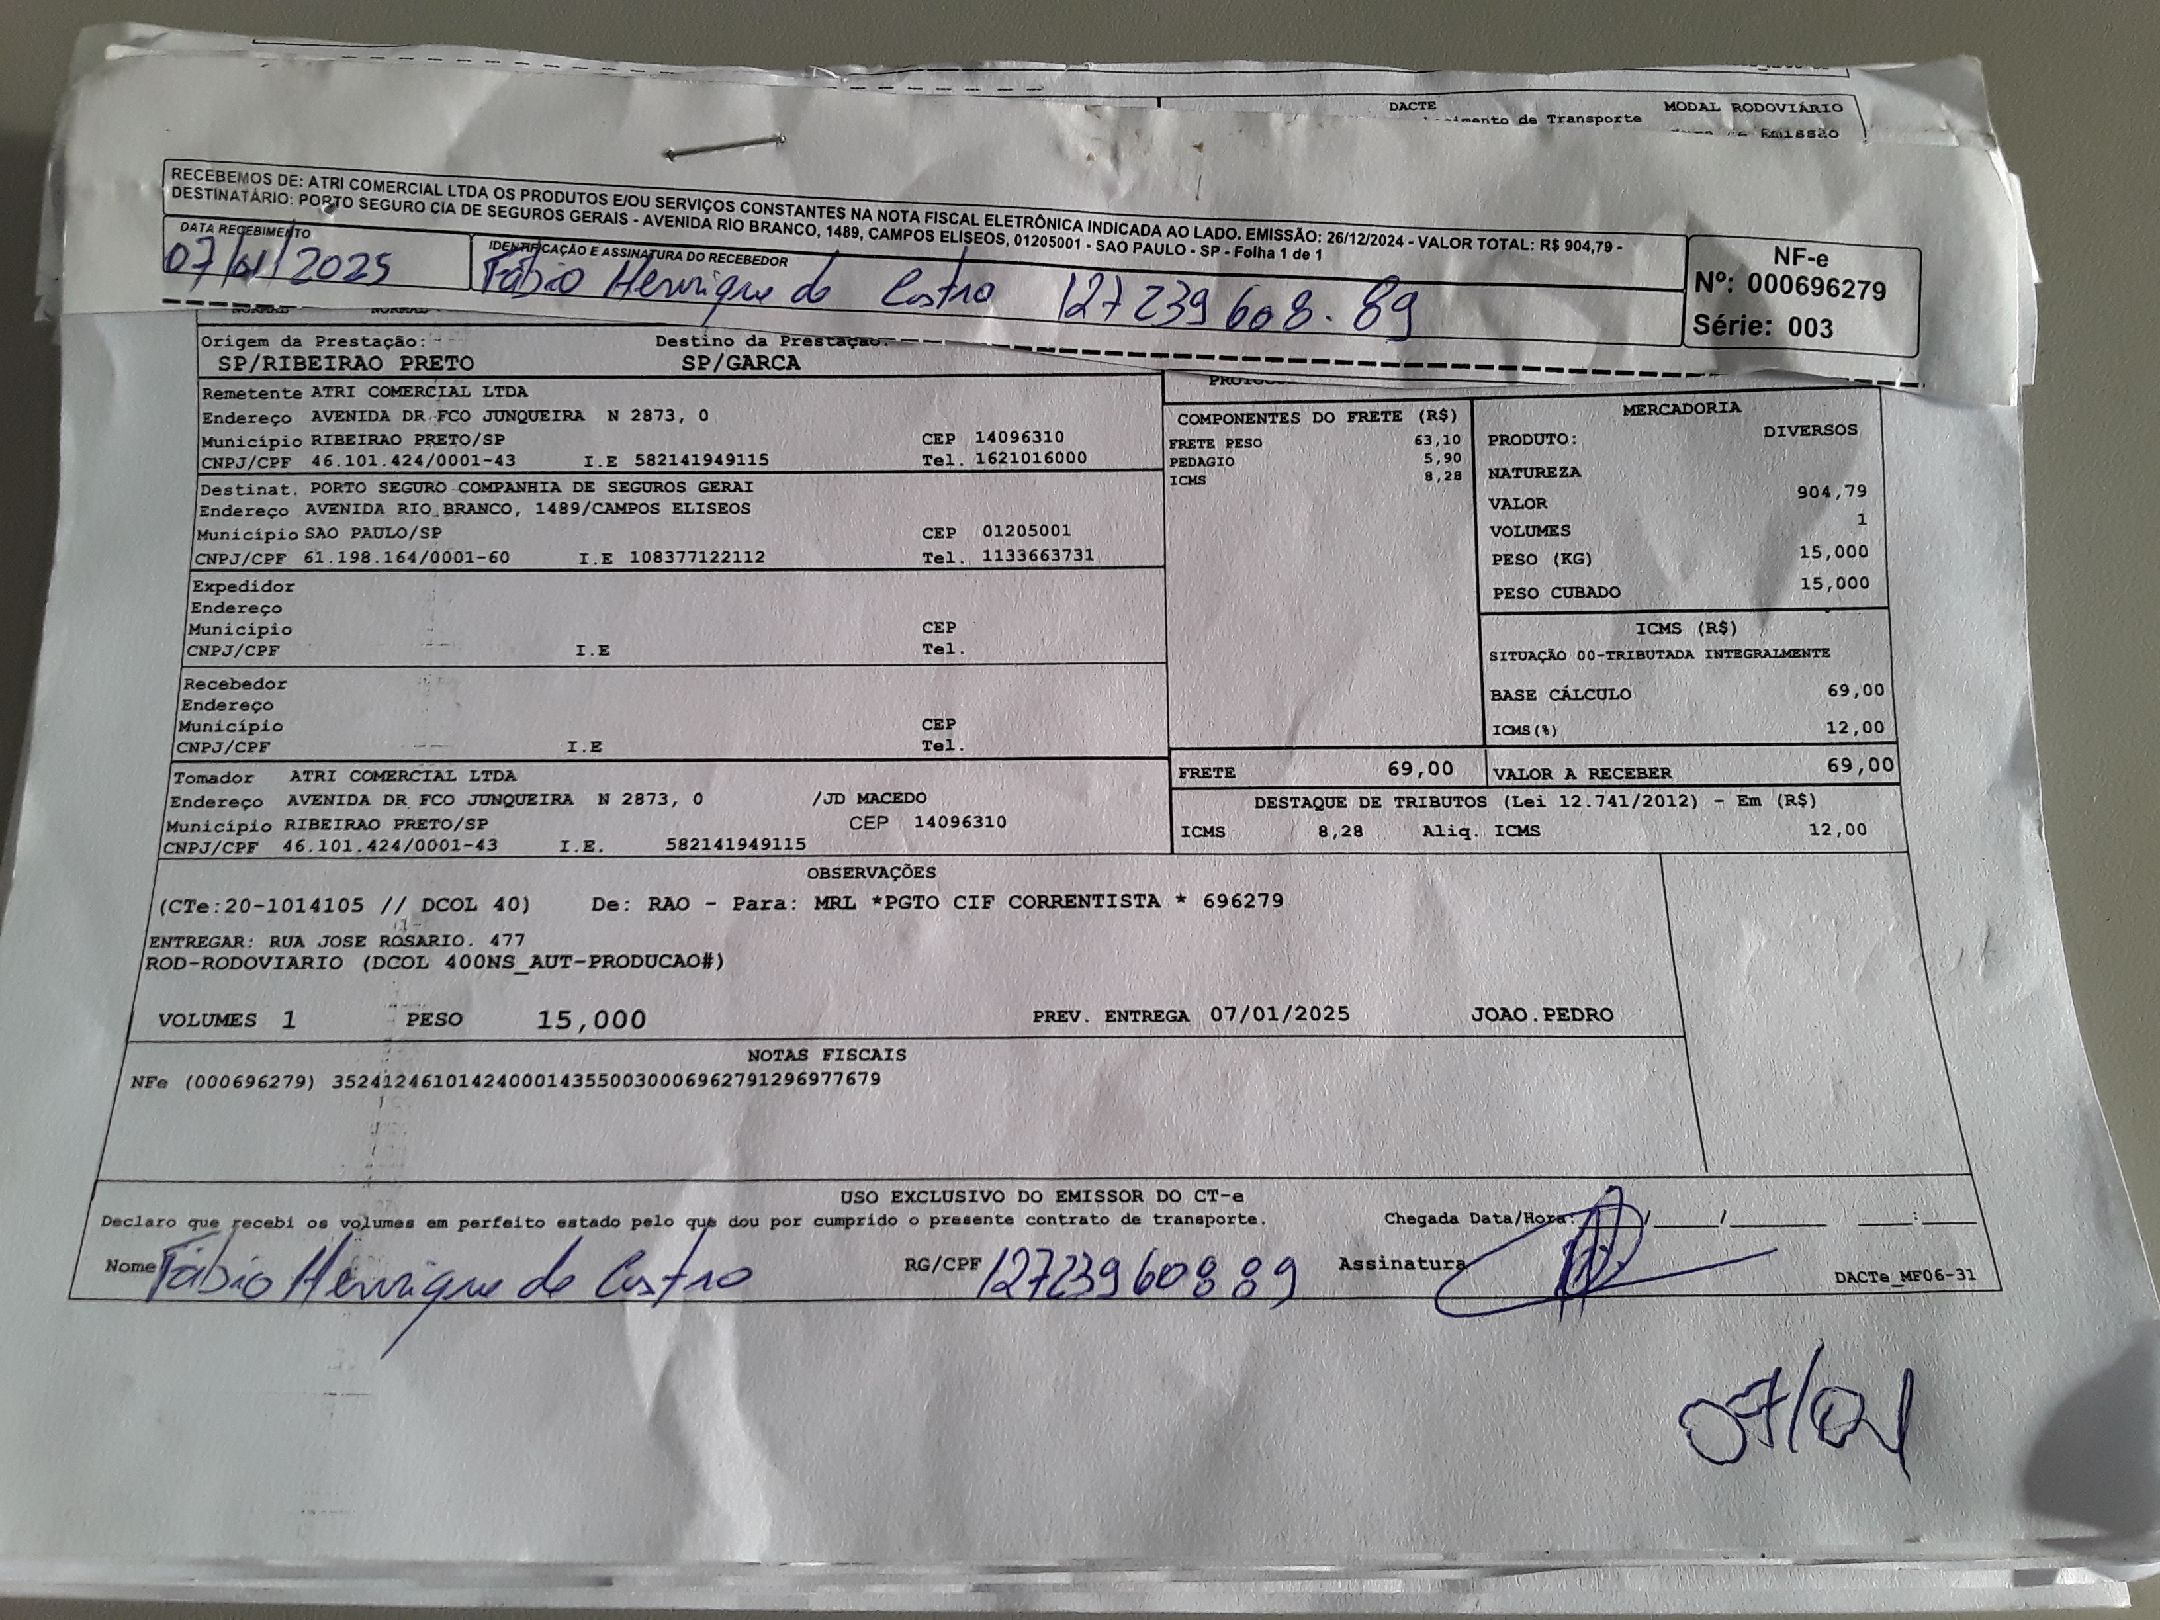 DACTE
MODAL RODOVIÁRIO
de Transporte
Emissão
RECEBEMOS DE: ATRI COMERCIAL LTDA OS PRODUTOS E/OU SERVIÇOS CONSTANTES NA NOTA FISCAL ELETRÔNICA INDICADA AO LADO. EMISSÃO: 26/12/2024 - VALOR TOTAL: R$ 904,79 -
DESTINATÁRIO: PORTO SEGURO CIA DE SEGUROS GERAIS - AVENIDA RIO BRANCO, 1489, CAMPOS ELISEOS, 01205001 - SAO PAULO - SP - Folha 1 de 1
DATA RECEBIMENTO
07/01/2025
IDENTIFICAÇÃO E ASSINATURA DO RECEBEDOR
Fábio Henrique de Castro 127239608.89
NF-e
Nº: 000696279
Série: 003
NORMAL NORMAL
Origem da Prestação: Destino da Prestação:
SP/RIBEIRAO PRETO SP/GARCA
Remetente ATRI COMERCIAL LTDA
Endereço AVENIDA DR FCO JUNQUEIRA N 2873, 0
Município RIBEIRAO PRETO/SP CEP 14096310
CNPJ/CPF 46.101.424/0001-43 I.E 582141949115 Tel. 1621016000
Destinat. PORTO SEGURO COMPANHIA DE SEGUROS GERAI
Endereço AVENIDA RIO BRANCO, 1489/CAMPOS ELISEOS
Município SAO PAULO/SP CEP 01205001
CNPJ/CPF 61.198.164/0001-60 I.E 108377122112 Tel. 1133663731
Expedidor
Endereço
Município CEP
CNPJ/CPF I.E Tel.
Recebedor
Endereço
Município CEP
CNPJ/CPF I.E Tel.
Tomador ATRI COMERCIAL LTDA
Endereço AVENIDA DR FCO JUNQUEIRA N 2873, 0 /JD MACEDO
Município RIBEIRAO PRETO/SP CEP 14096310
CNPJ/CPF 46.101.424/0001-43 I.E. 582141949115
COMPONENTES DO FRETE (R$)
FRETE PESO 63,10
PEDAGIO 5,90
ICMS 8,28
MERCADORIA
PRODUTO: DIVERSOS
NATUREZA
VALOR 904,79
VOLUMES 1
PESO (KG) 15,000
PESO CUBADO 15,000
ICMS (R$)
SITUAÇÃO 00-TRIBUTADA INTEGRALMENTE
BASE CÁLCULO 69,00
ICMS(%) 12,00
FRETE 69,00 VALOR A RECEBER 69,00
DESTAQUE DE TRIBUTOS (Lei 12.741/2012) - Em (R$)
ICMS 8,28 Aliq. ICMS 12,00
OBSERVAÇÕES
(CTe:20-1014105 // DCOL 40) De: RAO - Para: MRL *PGTO CIF CORRENTISTA * 696279
ENTREGAR: RUA JOSE ROSARIO. 477
ROD-RODOVIARIO (DCOL 400NS_AUT-PRODUCAO#)
VOLUMES 1 PESO 15,000 PREV. ENTREGA 07/01/2025 JOAO.PEDRO
NOTAS FISCAIS
NFe (000696279) 35241246101424000143550030006962791296977679
USO EXCLUSIVO DO EMISSOR DO CT-e
Declaro que recebi os volumes em perfeito estado pelo que dou por cumprido o presente contrato de transporte. Chegada Data/Hora: / / :
Nome Fábio Henrique de Castro RG/CPF 12723960889 Assinatura
DACTe_MF06-31
07/01